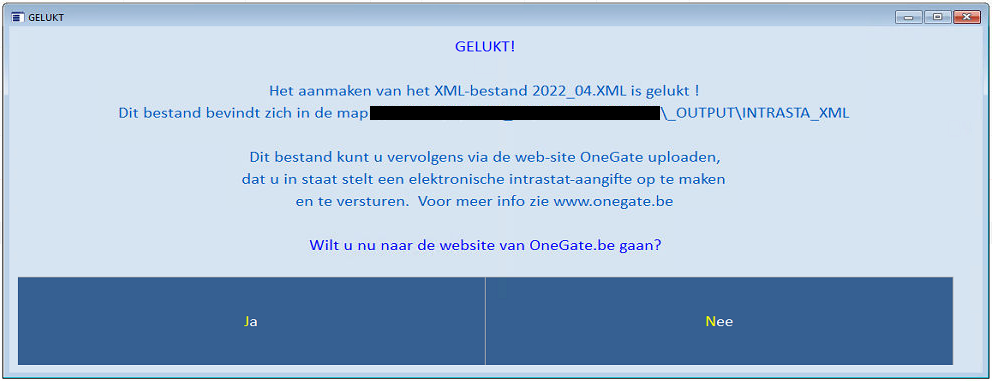 GELUKT
GELUKT!
Het aanmaken van het XML-bestand 2022_04.XML is gelukt !
Dit bestand bevindt zich in de map \_OUTPUT\INTRASTA_XML
Dit bestand kunt u vervolgens via de web-site OneGate uploaden,
dat u in staat stelt een elektronische intrastat-aangifte op te maken
en te versturen.  Voor meer info zie www.onegate.be
Wilt u nu naar de website van OneGate.be gaan?
Ja
Nee